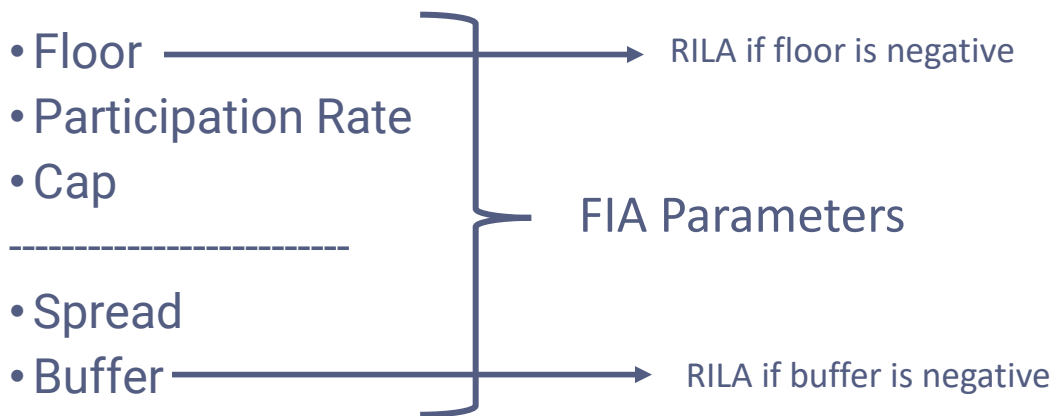 • Floor
RILA if floor is negative
• Participation Rate
• Cap
FIA Parameters
--------------------------
• Spread
• Buffer
RILA if buffer is negative